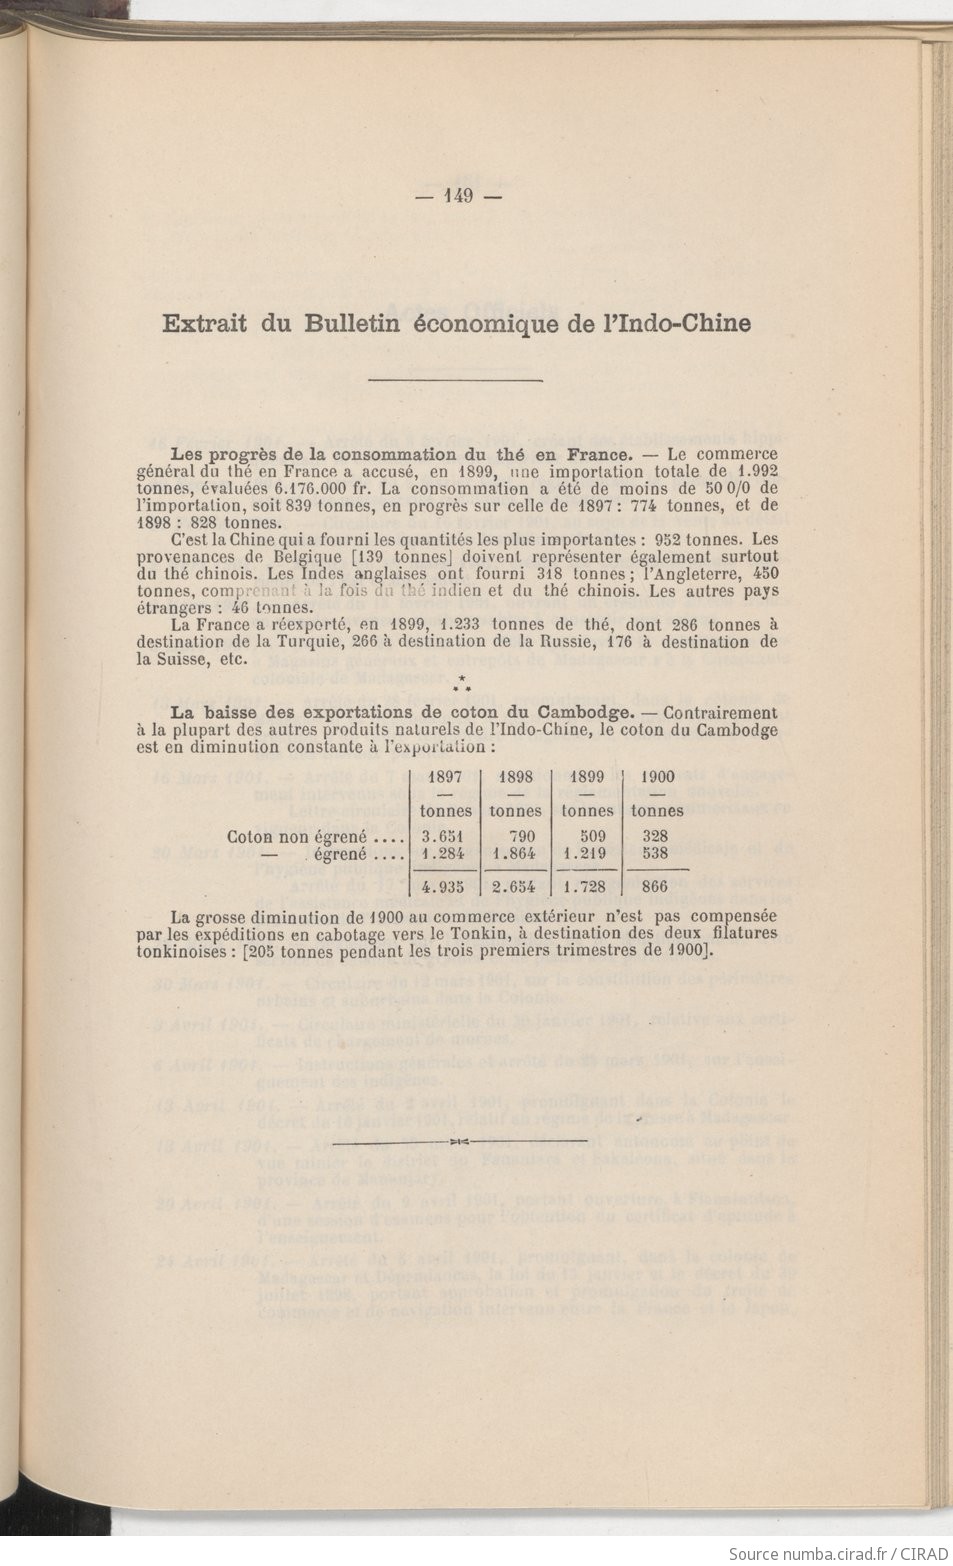 — 149 —
Extrait du Bulletin économique de l'Indo-Chine
Les progrès de la consommation du thé en France. — Le commerce
général du thé en France a accusé, en 1899, une importation totale de 1.992
tonnes, évaluées 6.176.000 fr. La consommation a été de moins de 50 0/0 de
l'importation, soit 839 tonnes, en progrès sur celle de 1897 : 774 tonnes, et de
1898 : 828 tonnes.
C'est la Chine qui a fourni les quantités les plus importantes : 952 tonnes. Les
provenances de Belgique [139 tonnes] doivent représenter également surtout
du thé chinois. Les Indes anglaises ont fourni 318 tonnes ; l'Angleterre, 450
tonnes, comprenant à la fois du thé indien et du thé chinois. Les autres pays
étrangers : 46 tonnes.
La France a réexporté, en 1899, 1.233 tonnes de thé, dont 286 tonnes à
destination de la Turquie, 266 à destination de la Russie, 176 à destination de
la Suisse, etc.
*
* *
La baisse des exportations de coton du Cambodge. — Contrairement
à la plupart des autres produits naturels de l'Indo-Chine, le coton du Cambodge
est en diminution constante à l'exportation :
1897 1898 1899 1900
— — — —
tonnes tonnes tonnes tonnes
Coton non égrené .... 3.651 790 509 328
— égrené .... 1.284 1.864 1.219 538
4.935 2.654 1.728 866
La grosse diminution de 1900 au commerce extérieur n'est pas compensée
par les expéditions en cabotage vers le Tonkin, à destination des deux filatures
tonkinoises : [205 tonnes pendant les trois premiers trimestres de 1900].
Source numba.cirad.fr / CIRAD